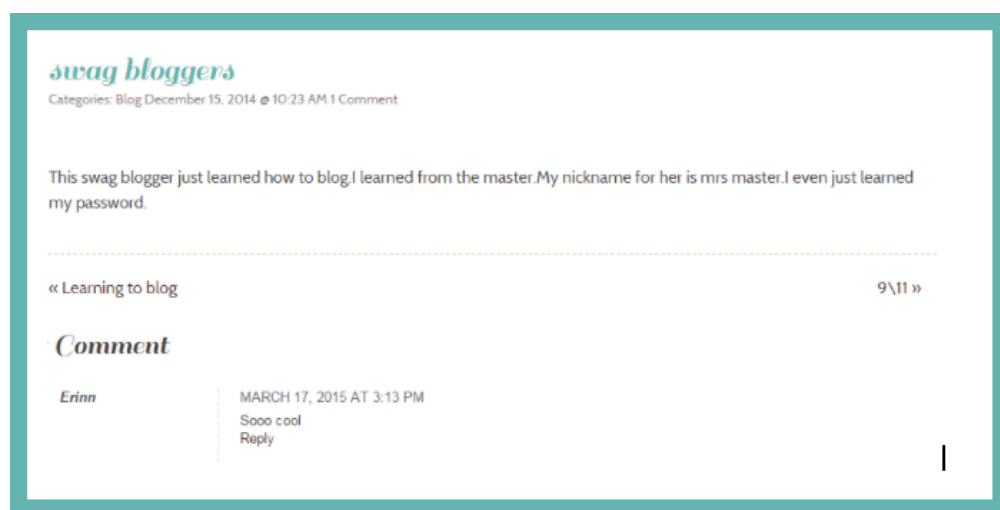 swag bloggers
Categories: Blog December 15, 2014 @ 10:23 AM 1 Comment
This swag blogger just learned how to blog.I learned from the master.My nickname for her is mrs master.I even just learned
my password.
« Learning to blog
9\11 »
Comment
Erinn
MARCH 17, 2015 AT 3:13 PM
Sooo cool
Reply